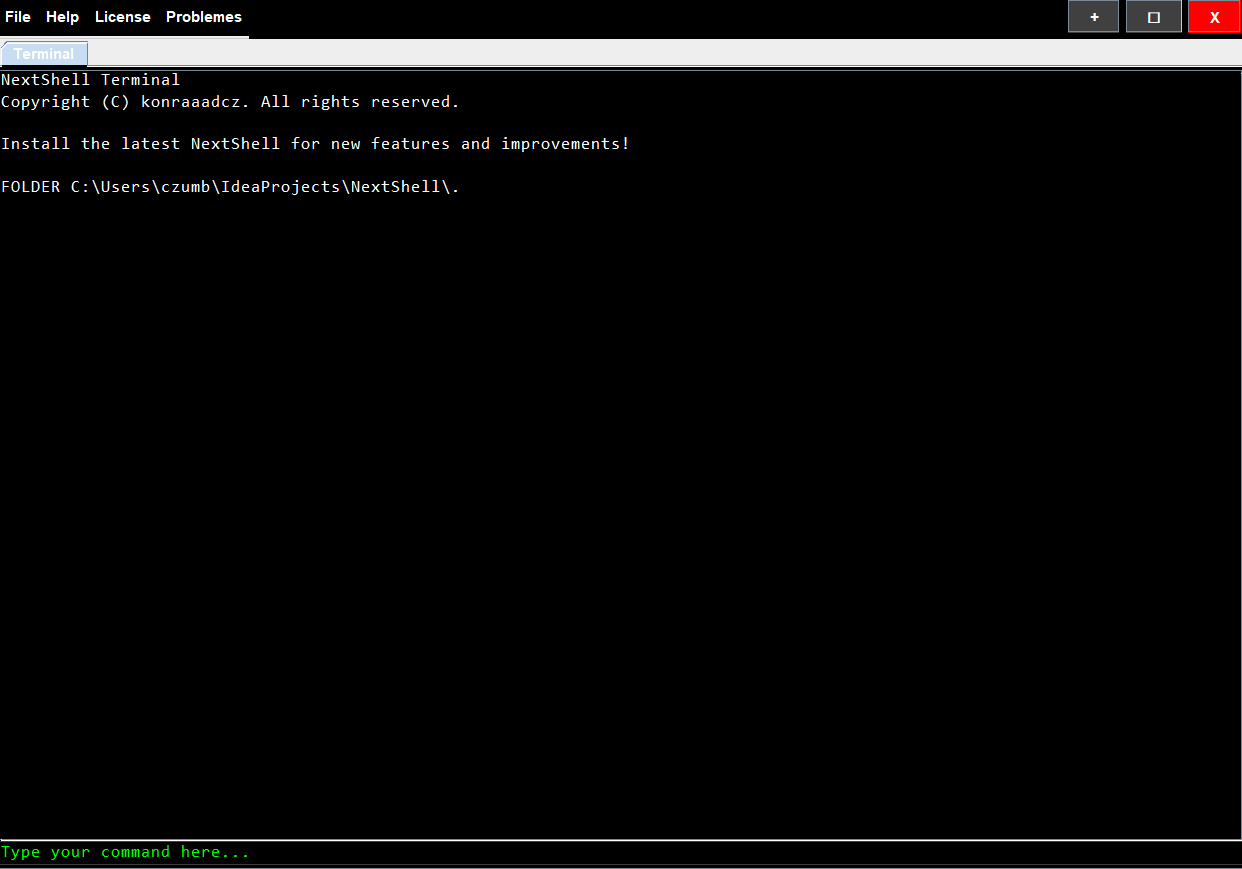 File Help License Problemes + □ X
Terminal
NextShell Terminal
Copyright (C) konraaadcz. All rights reserved.
Install the latest NextShell for new features and improvements!
FOLDER C:\Users\czumb\IdeaProjects\NextShell\.
Type your command here...